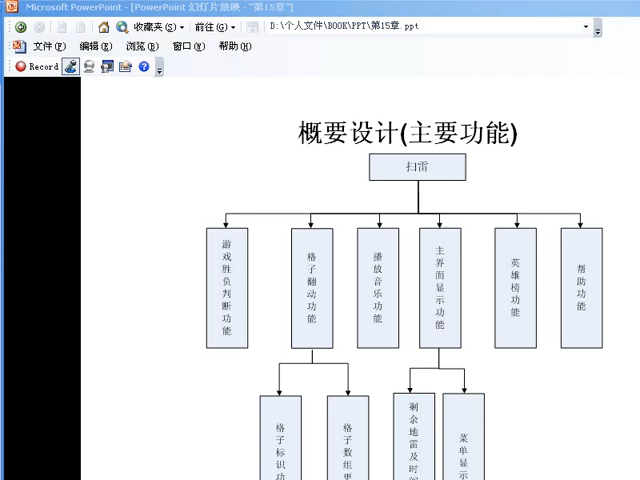 Microsoft PowerPoint - [PowerPoint 幻灯片放映 - "第15章"]
收藏夹(S) 前往(G) D:\个人文件\BOOK\PPT\第15章.ppt
文件(F) 编辑(E) 浏览(B) 窗口(W) 帮助(H)
Record
概要设计(主要功能)
扫雷
游戏胜负判断功能
格子翻动功能
播放音乐功能
主界面显示功能
英雄榜功能
帮助功能
格子标识功
格子数组更
剩余地雷及时间
菜单显示